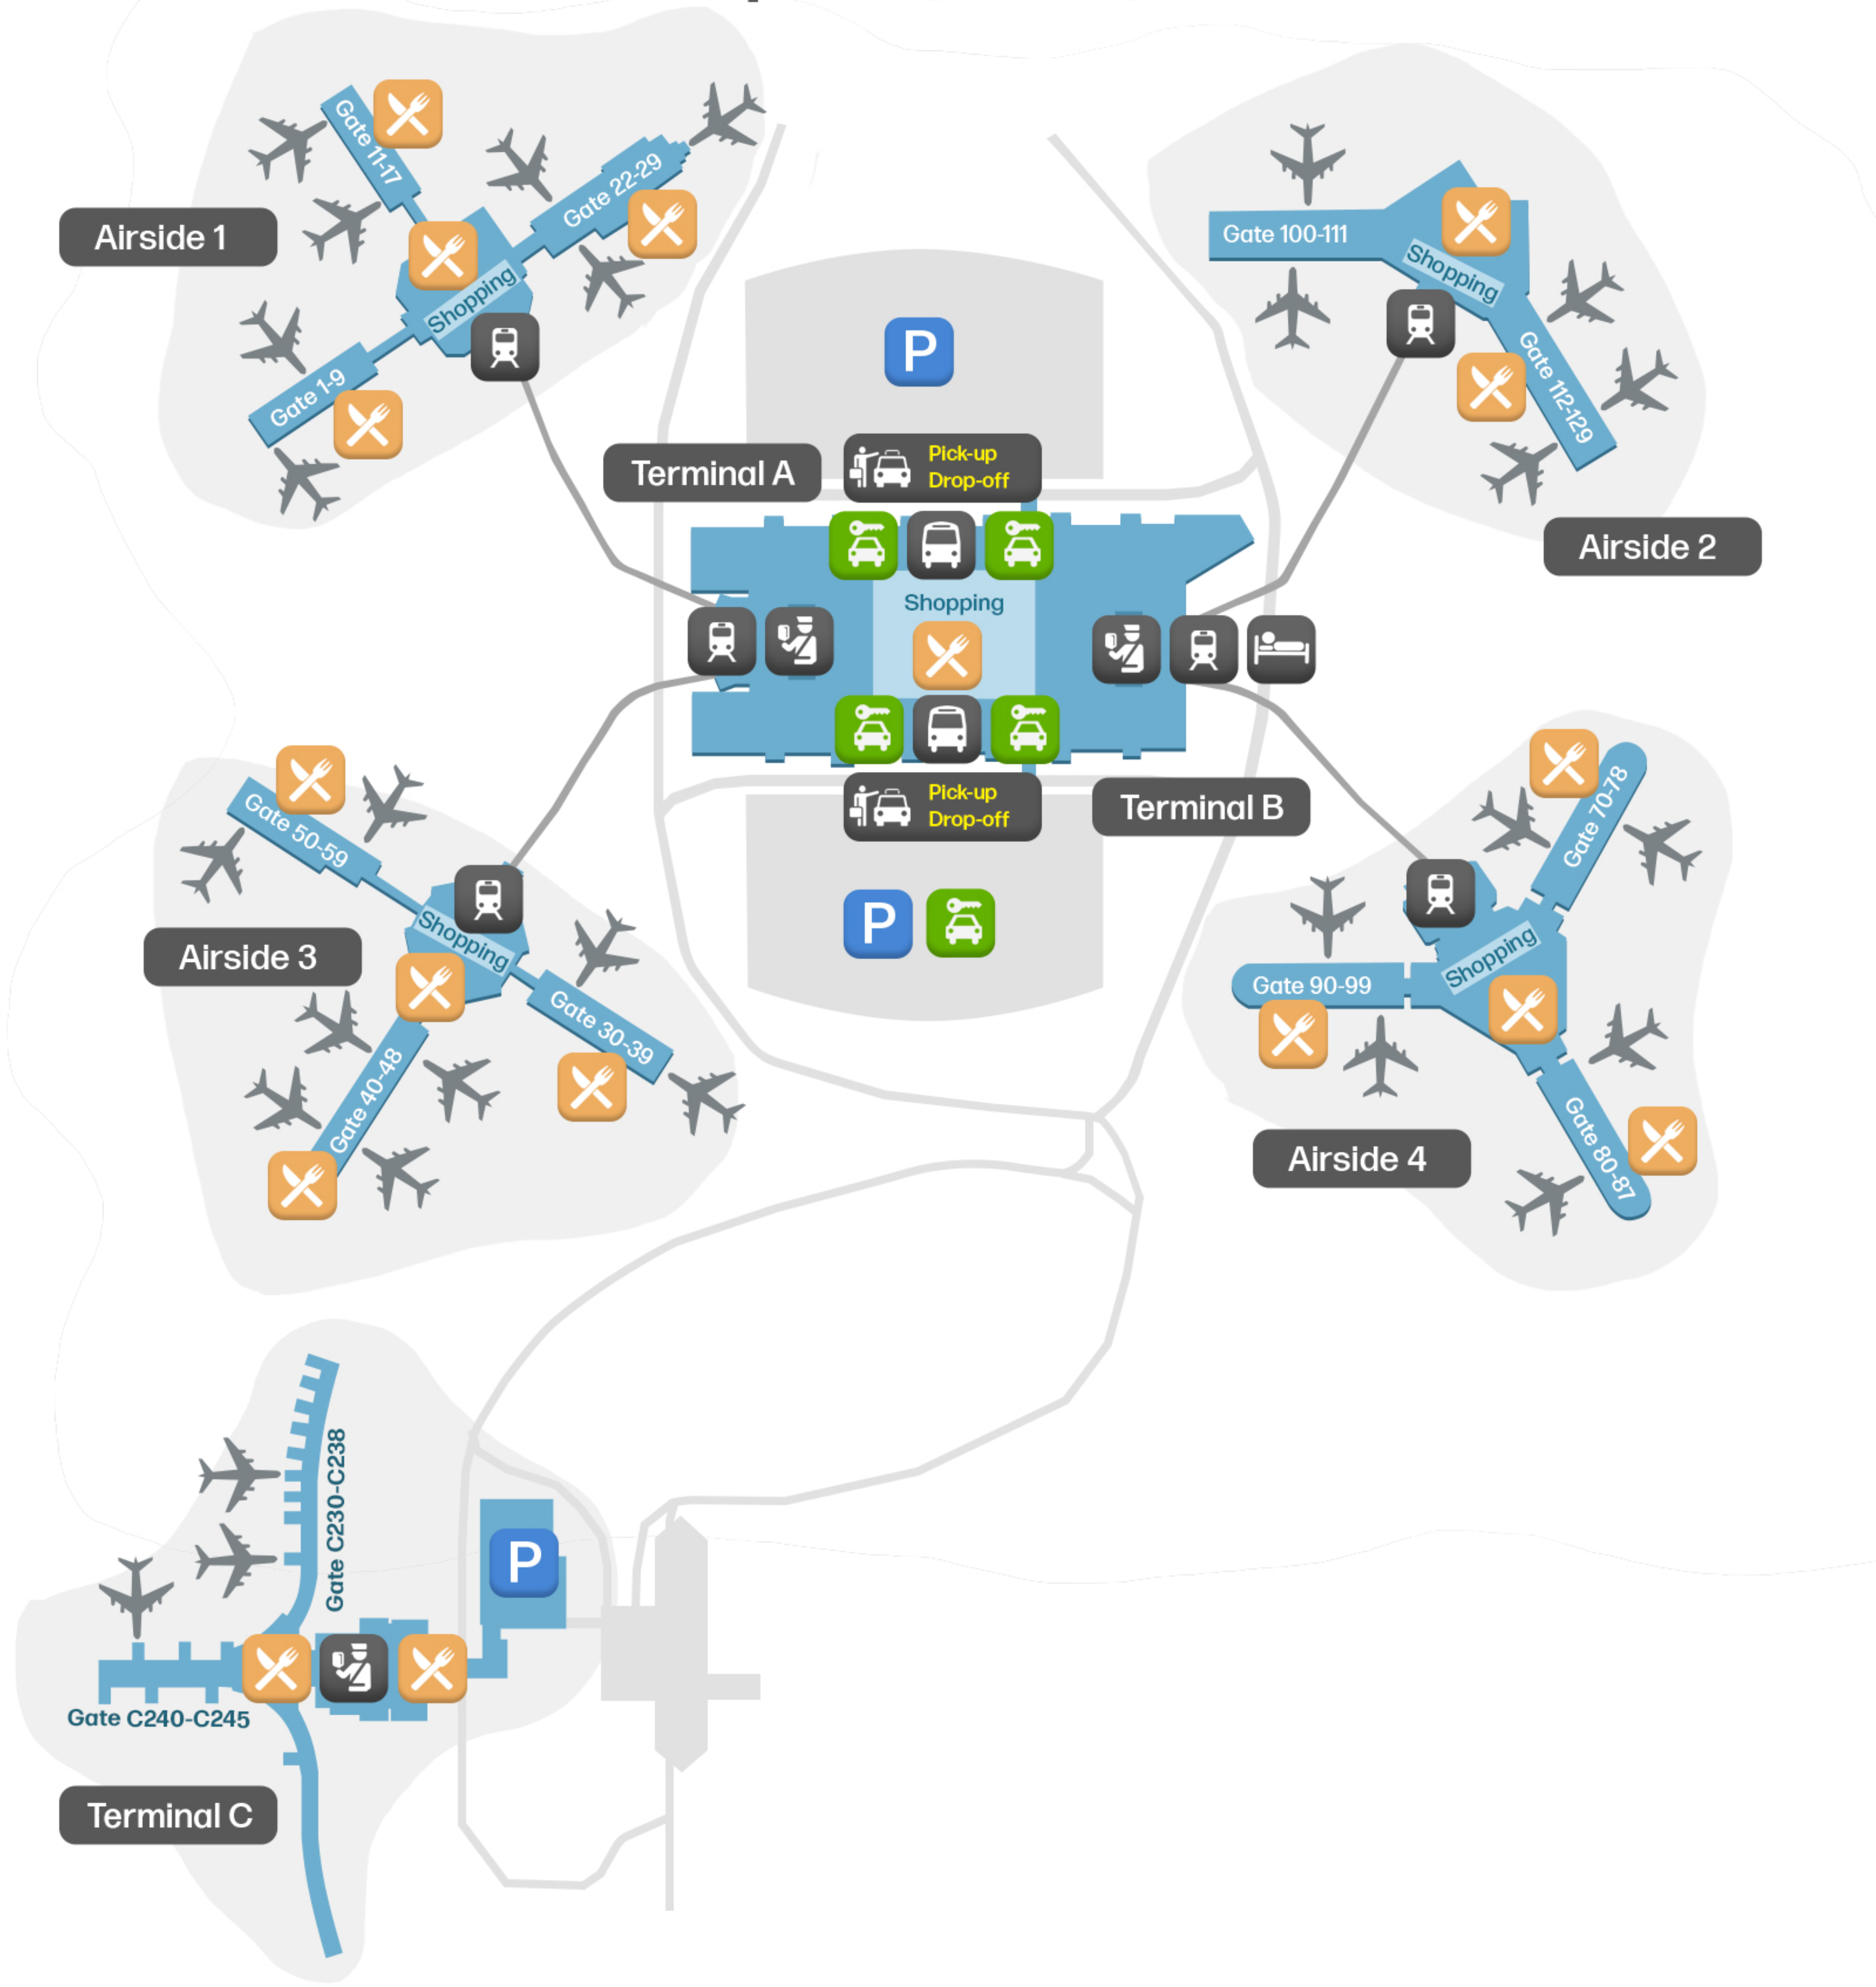 Gate 11-17
Gate 22-29
Airside 1
Shopping
Gate 1-9
Gate 100-111
Shopping
Gate 112-129
Airside 2
P
Terminal A
Pick-up
Drop-off
Shopping
Pick-up
Drop-off
Terminal B
P
Gate 50-59
Shopping
Airside 3
Gate 30-39
Gate 40-48
Gate 70-78
Shopping
Gate 90-99
Gate 80-87
Airside 4
Gate C230-C238
P
Gate C240-C245
Terminal C